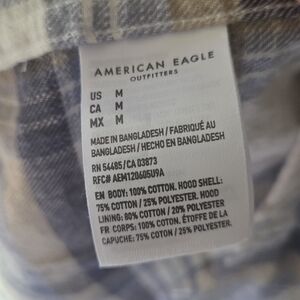 AMERICAN EAGLE
OUTFITTERS
US M
CA M
MX M
MADE IN BANGLADESH / FABRIQUÉ AU
BANGLADESH / HECHO EN BANGLADESH
RN 54485/CA 03873
RFC# AEM120605U9A
EN BODY: 100% COTTON. HOOD SHELL:
75% COTTON / 25% POLYESTER. HOOD
LINING: 80% COTTON / 20% POLYESTER
FR CORPS: 100% COTON. ÉTOFFE DE LA
CAPUCHE: 75% COTON / 25% POLYESTER.